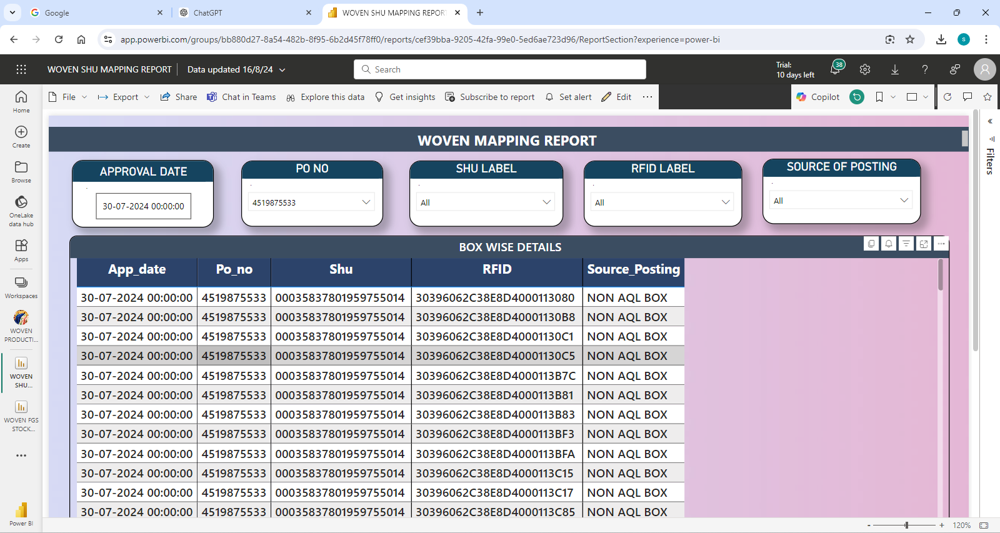 Google
ChatGPT
WOVEN SHU MAPPING REPORT
app.powerbi.com/groups/bb880d27-8a54-482b-8f95-6b2d45f78ff0/reports/cef39bba-9205-42fa-99e0-5ed6ae723d96/ReportSection?experience=power-bi
s
WOVEN SHU MAPPING REPORT
Data updated 16/8/24
Search
Trial:
10 days left
38
File
Export
Share
Chat in Teams
Explore this data
Get insights
Subscribe to report
Set alert
Edit
Copilot
Home
Create
Browse
OneLake
data hub
Apps
Workspaces
WOVEN
PRODUCTI...
WOVEN
SHU...
WOVEN FGS
STOCK...
Power BI
Filters
WOVEN MAPPING REPORT
APPROVAL DATE
30-07-2024 00:00:00
PO NO
4519875533
SHU LABEL
All
RFID LABEL
All
SOURCE OF POSTING
All
BOX WISE DETAILS
App_date Po_no Shu RFID Source_Posting
30-07-2024 00:00:00 4519875533 00035837801959755014 30396062C38E8D4000113080 NON AQL BOX
30-07-2024 00:00:00 4519875533 00035837801959755014 30396062C38E8D40001130B8 NON AQL BOX
30-07-2024 00:00:00 4519875533 00035837801959755014 30396062C38E8D40001130C1 NON AQL BOX
30-07-2024 00:00:00 4519875533 00035837801959755014 30396062C38E8D40001130C5 NON AQL BOX
30-07-2024 00:00:00 4519875533 00035837801959755014 30396062C38E8D4000113B7C NON AQL BOX
30-07-2024 00:00:00 4519875533 00035837801959755014 30396062C38E8D4000113B81 NON AQL BOX
30-07-2024 00:00:00 4519875533 00035837801959755014 30396062C38E8D4000113B83 NON AQL BOX
30-07-2024 00:00:00 4519875533 00035837801959755014 30396062C38E8D4000113BF3 NON AQL BOX
30-07-2024 00:00:00 4519875533 00035837801959755014 30396062C38E8D4000113BFA NON AQL BOX
30-07-2024 00:00:00 4519875533 00035837801959755014 30396062C38E8D4000113C15 NON AQL BOX
30-07-2024 00:00:00 4519875533 00035837801959755014 30396062C38E8D4000113C17 NON AQL BOX
30-07-2024 00:00:00 4519875533 00035837801959755014 30396062C38E8D4000113C85 NON AQL BOX
- + 120%